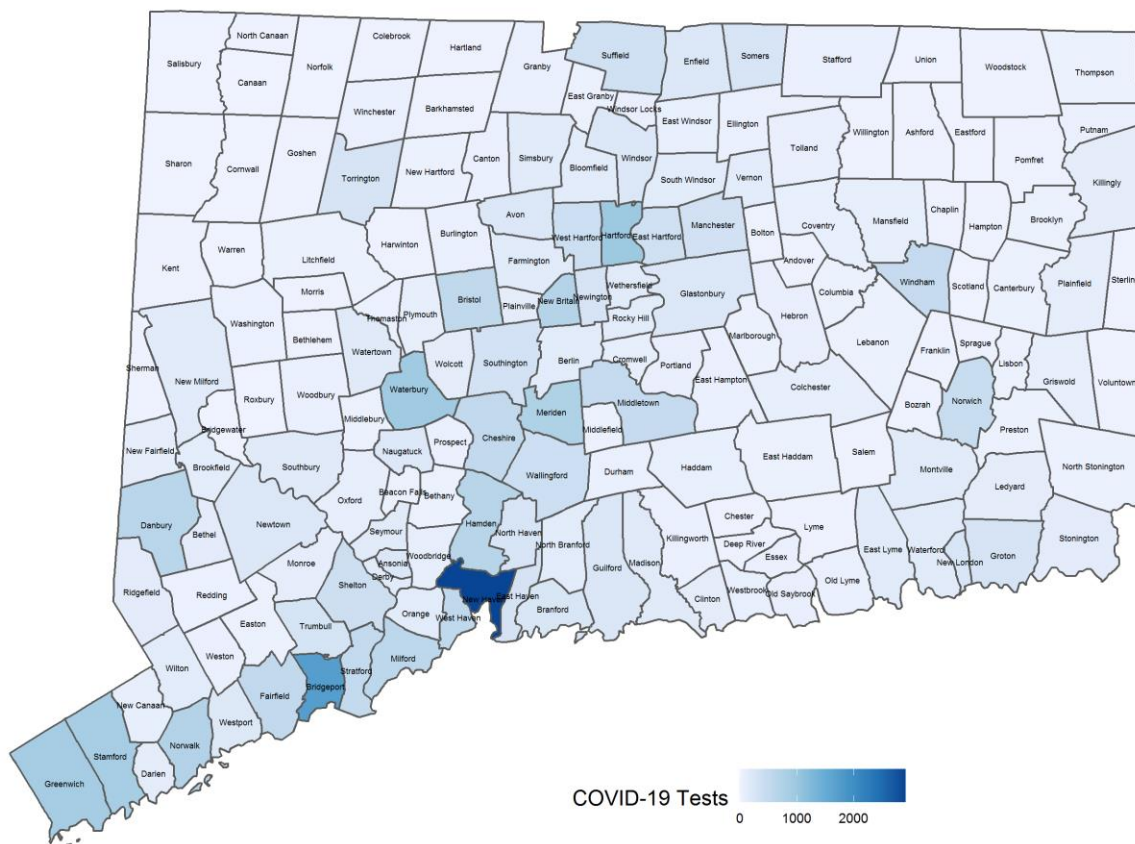 North Canaan
Colebrook
Hartland
Salisbury
Norfolk
Canaan
Granby
Suffield
Enfield
Somers
Stafford
Union
Woodstock
Thompson
Winchester
Barkhamsted
East Granby
Windsor Locks
East Windsor
Ellington
Willington
Ashford
Eastford
Putnam
Sharon
Cornwall
Goshen
Torrington
New Hartford
Canton
Simsbury
Bloomfield
Windsor
South Windsor
Vernon
Tolland
Pomfret
Killingly
Kent
Warren
Litchfield
Harwinton
Burlington
Avon
West Hartford
Hartford
East Hartford
Manchester
Bolton
Coventry
Mansfield
Chaplin
Hampton
Brooklyn
Farmington
Andover
Morris
Washington
Bethlehem
Thomaston
Plymouth
Bristol
Plainville
New Britain
Newington
Wethersfield
Rocky Hill
Glastonbury
Hebron
Columbia
Windham
Scotland
Canterbury
Plainfield
Sterlin
Sherman
New Milford
Roxbury
Woodbury
Watertown
Waterbury
Wolcott
Southington
Berlin
Cromwell
Portland
Marlborough
East Hampton
Colchester
Lebanon
Franklin
Sprague
Lisbon
Griswold
Voluntown
Bridgewater
Middlebury
Meriden
Middletown
Middlefield
Bozrah
Norwich
Preston
New Fairfield
Brookfield
Southbury
Naugatuck
Prospect
Cheshire
Wallingford
Durham
Haddam
East Haddam
Salem
Montville
Ledyard
North Stonington
Danbury
Bethel
Newtown
Oxford
Beacon Falls
Bethany
Hamden
North Haven
North Branford
Guilford
Madison
Killingworth
Chester
Deep River
Essex
Lyme
East Lyme
Waterford
New London
Groton
Stonington
Ridgefield
Redding
Monroe
Seymour
Ansonia
Derby
Woodbridge
Shelton
Orange
New Haven
West Haven
East Haven
Branford
Clinton
Westbrook
Old Saybrook
Old Lyme
Easton
Trumbull
Weston
Wilton
Milford
Stratford
Bridgeport
Fairfield
New Canaan
Westport
Norwalk
Darien
Stamford
Greenwich
COVID-19 Tests
0 1000 2000